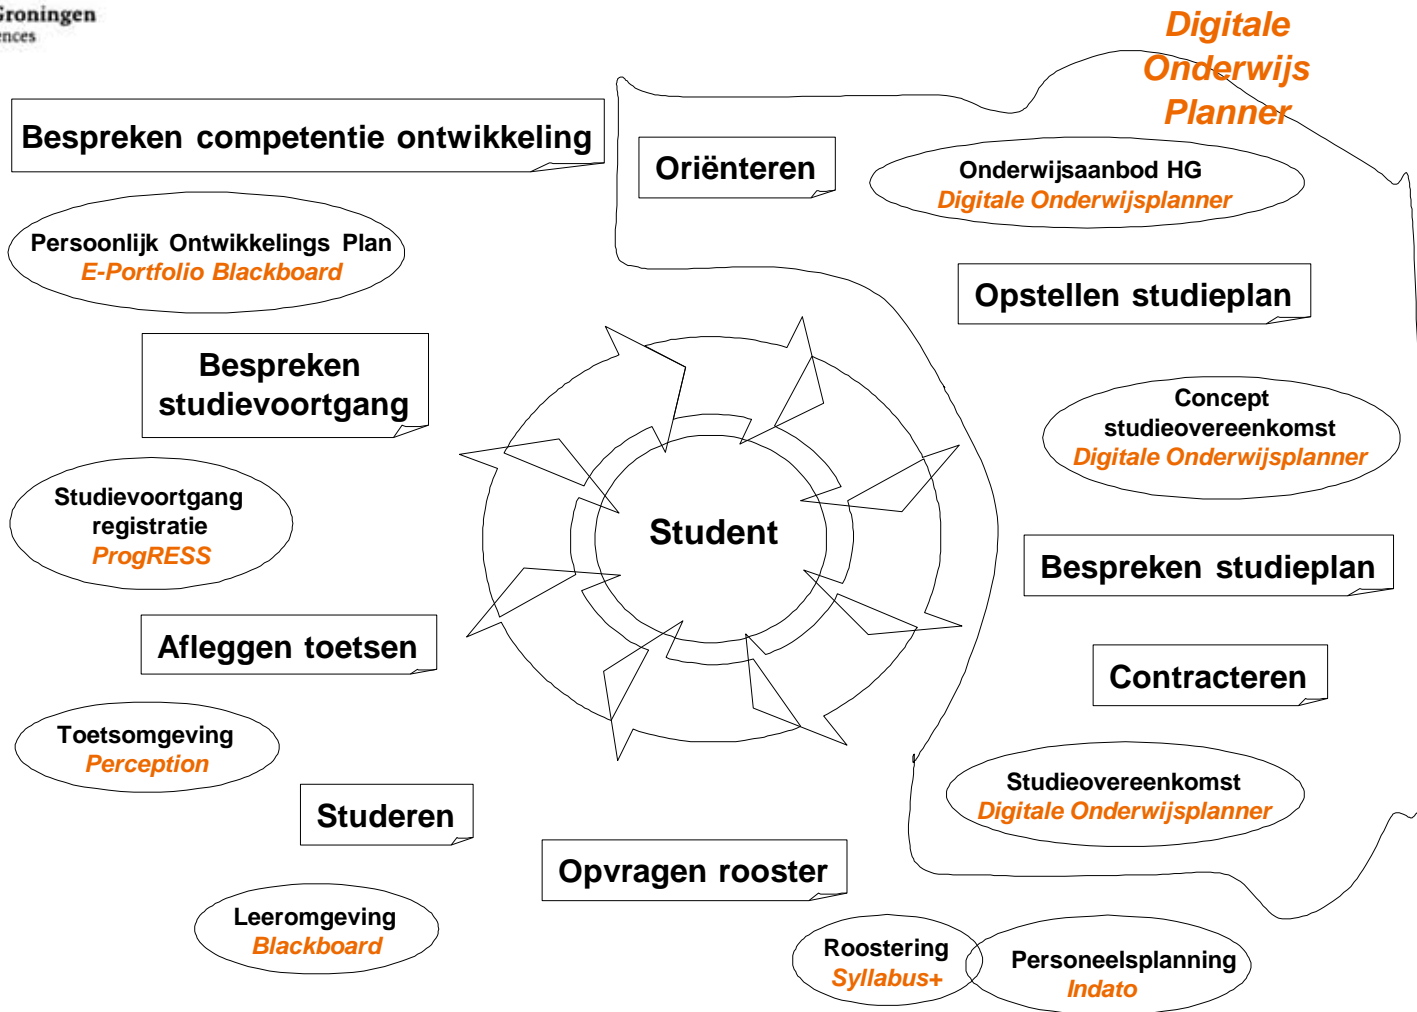 Groningen
ences
Digitale
Onderwijs
Planner
Bespreken competentie ontwikkeling
Oriënteren
Onderwijsaanbod HG
Digitale Onderwijsplanner
Persoonlijk Ontwikkelings Plan
E-Portfolio Blackboard
Opstellen studieplan
Bespreken
studievoortgang
Concept
studieovereenkomst
Digitale Onderwijsplanner
Studievoortgang
registratie
ProgRESS
Student
Bespreken studieplan
Afleggen toetsen
Contracteren
Toetsomgeving
Perception
Studieovereenkomst
Digitale Onderwijsplanner
Studeren
Opvragen rooster
Leeromgeving
Blackboard
Roostering
Syllabus+
Personeelsplanning
Indato